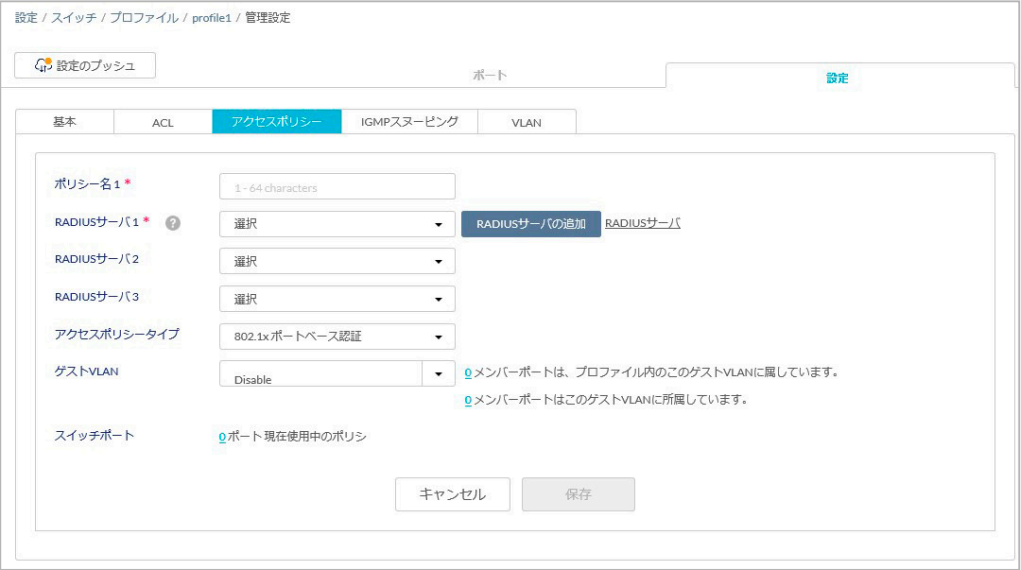 設定 / スイッチ / プロファイル / profile1 / 管理設定
設定のプッシュ
ポート
設定
基本 ACL アクセスポリシー IGMPスヌーピング VLAN
ポリシー名 1 * 1 - 64 characters
RADIUSサーバ 1 * ? 選択 RADIUSサーバの追加 RADIUSサーバ
RADIUSサーバ 2 選択
RADIUSサーバ 3 選択
アクセスポリシータイプ 802.1x ポートベース認証
ゲストVLAN Disable 0 メンバーポートは、プロファイル内のこのゲストVLANに属しています。
0 メンバーポートはこのゲストVLANに所属しています。
スイッチポート 0 ポート 現在使用中のポリシ
キャンセル 保存